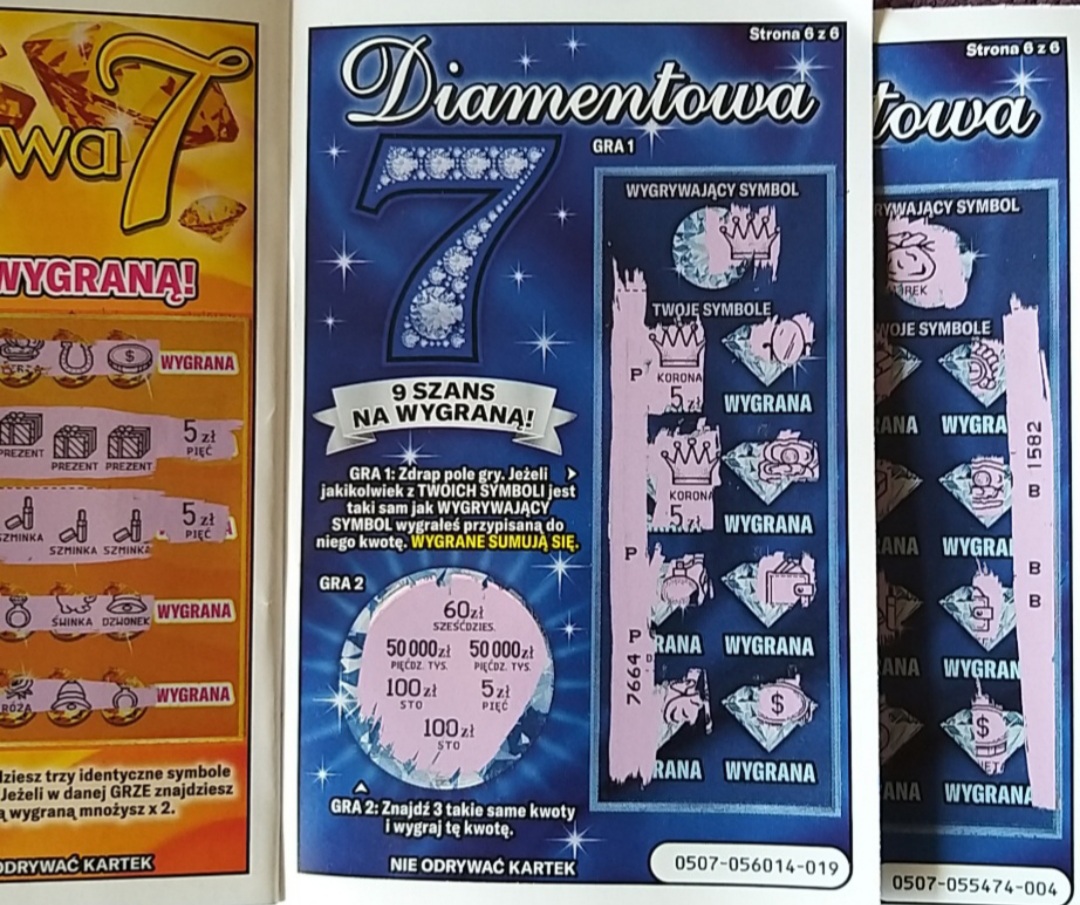 wa 7
WYGRANĄ!
WYGRANA
5 zł
PIĘĆ
PREZENT PREZENT PREZENT
5 zł
PIĘĆ
SZMINKA SZMINKA SZMINKA
WYGRANA
ŚWINKA DZWONEK
WYGRANA
RÓŻA
dziesz trzy identyczne symbole
Jeżeli w danej GRZE znajdziesz
ą wygraną mnożysz x 2.
ODRYWAĆ KARTEK
Strona 6 z 6
Diamentowa
7
GRA 1
WYGRYWAJĄCY SYMBOL
TWOJE SYMBOLE
P KORONA
5 zł WYGRANA
KORONA
5 zł WYGRANA
P
P RANA WYGRANA
7664
RANA WYGRANA
9 SZANS
NA WYGRANĄ!
GRA 1: Zdrap pole gry. Jeżeli
jakikolwiek z TWOICH SYMBOLI jest
taki sam jak WYGRYWAJĄCY
SYMBOL wygrałeś przypisaną do
niego kwotę. WYGRANE SUMUJĄ SIĘ.
GRA 2
60 zł
SZEŚĆDZIES.
50 000 zł 50 000 zł
PIĘĆDZ. TYS. PIĘĆDZ. TYS.
100 zł 5 zł
STO PIĘĆ
100 zł
STO
GRA 2: Znajdź 3 takie same kwoty
i wygraj tę kwotę.
NIE ODRYWAĆ KARTEK
0507-056014-019
Strona 6 z 6
towa
RYWAJĄCY SYMBOL
REK
WOJE SYMBOLE
ANA WYGRA
1582
B
ANA WYGRA
B
B
ANA WYGRAN
ANA WYGRANA
0507-055474-004